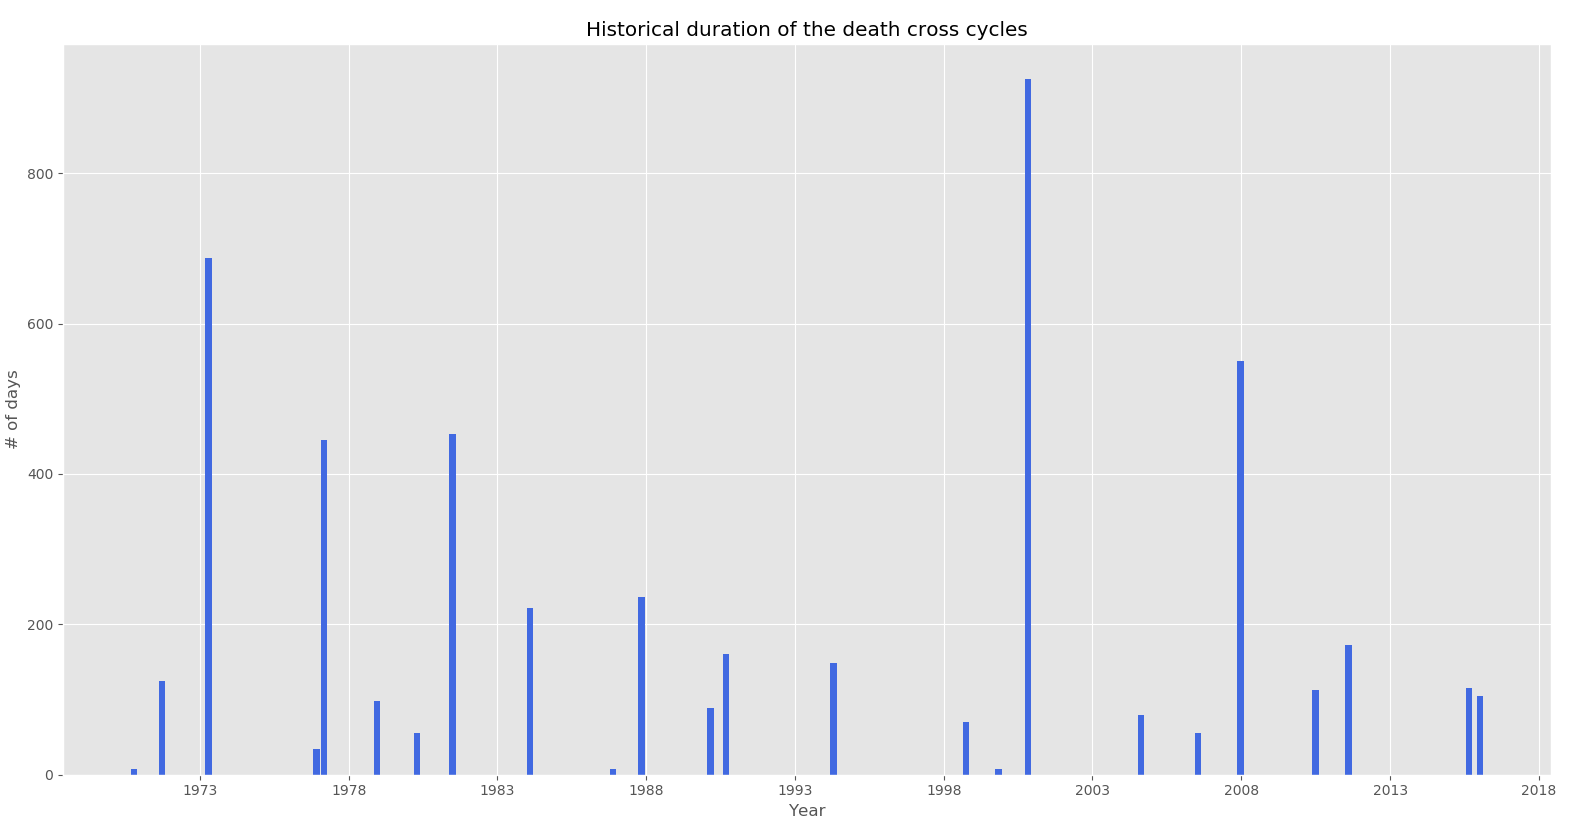 Historical duration of the death cross cycles
# of days
800
600
400
200
0
1973 1978 1983 1988 1993 1998 2003 2008 2013 2018
Year